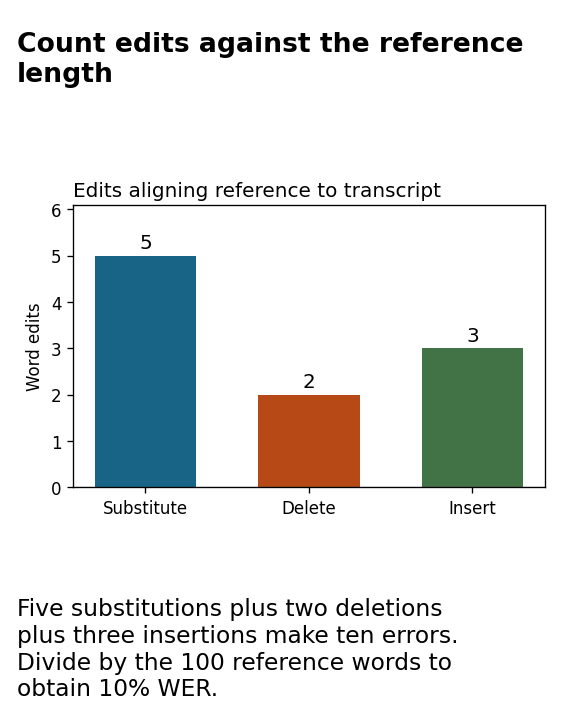 Count edits against the reference
length
Edits aligning reference to transcript
6
5
4
3
2
1
0
Word edits
5
2
3
Substitute
Delete
Insert
Five substitutions plus two deletions
plus three insertions make ten errors.
Divide by the 100 reference words to
obtain 10% WER.